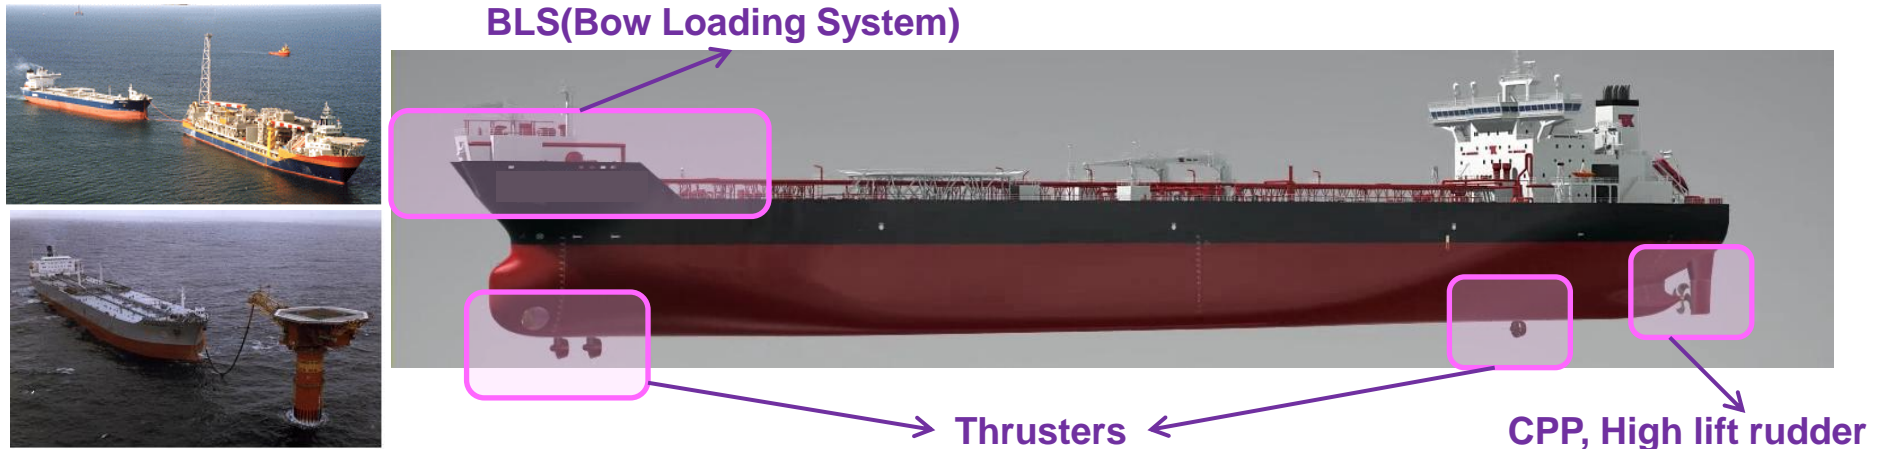 BLS(Bow Loading System)
Thrusters
CPP, High lift rudder